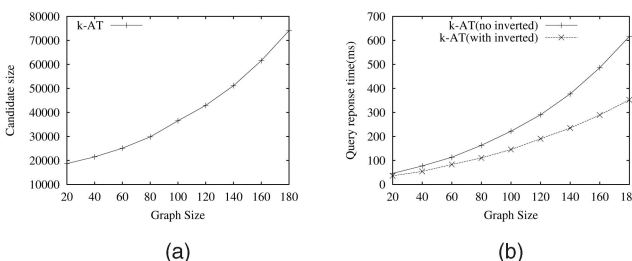 80000
70000
60000
50000
40000
30000
20000
10000
20 40 60 80 100 120 140 160 180
Candidate size
Graph Size
k-AT
(a)
700
600
500
400
300
200
100
0
20 40 60 80 100 120 140 160 180
Query reponse time(ms)
Graph Size
k-AT(no inverted)
k-AT(with inverted)
(b)